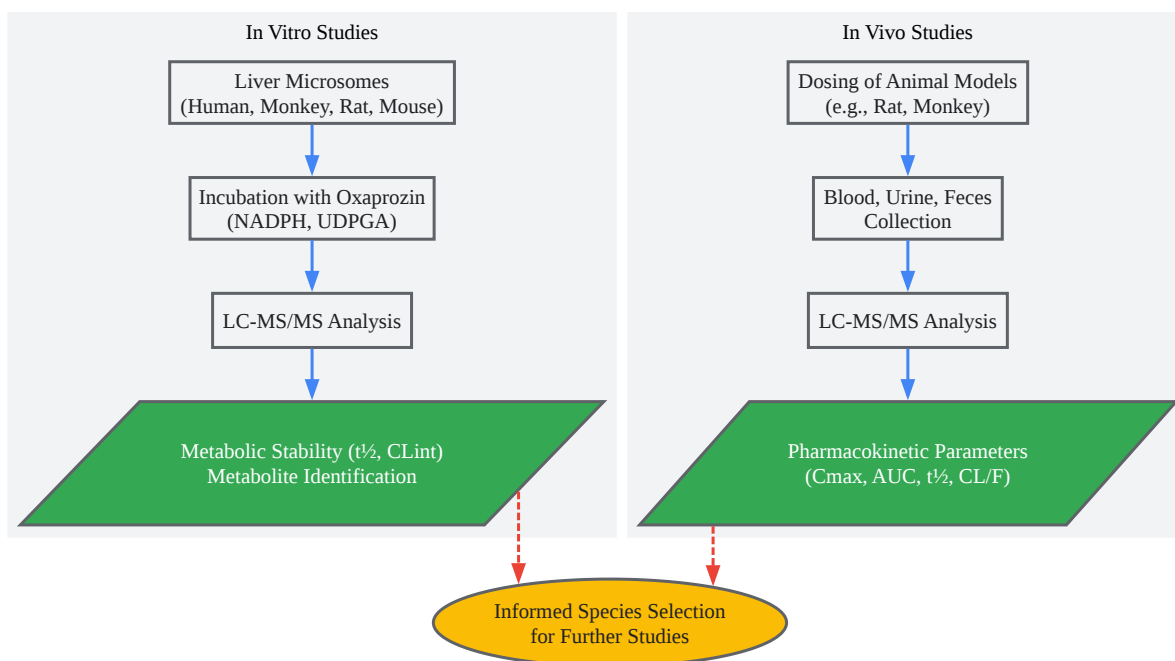 In Vitro Studies
Liver Microsomes
(Human, Monkey, Rat, Mouse)
Incubation with Oxaprozin
(NADPH, UDPGA)
LC-MS/MS Analysis
Metabolic Stability (t½, CLint)
Metabolite Identification
In Vivo Studies
Dosing of Animal Models
(e.g., Rat, Monkey)
Blood, Urine, Feces
Collection
LC-MS/MS Analysis
Pharmacokinetic Parameters
(Cmax, AUC, t½, CL/F)
Informed Species Selection
for Further Studies